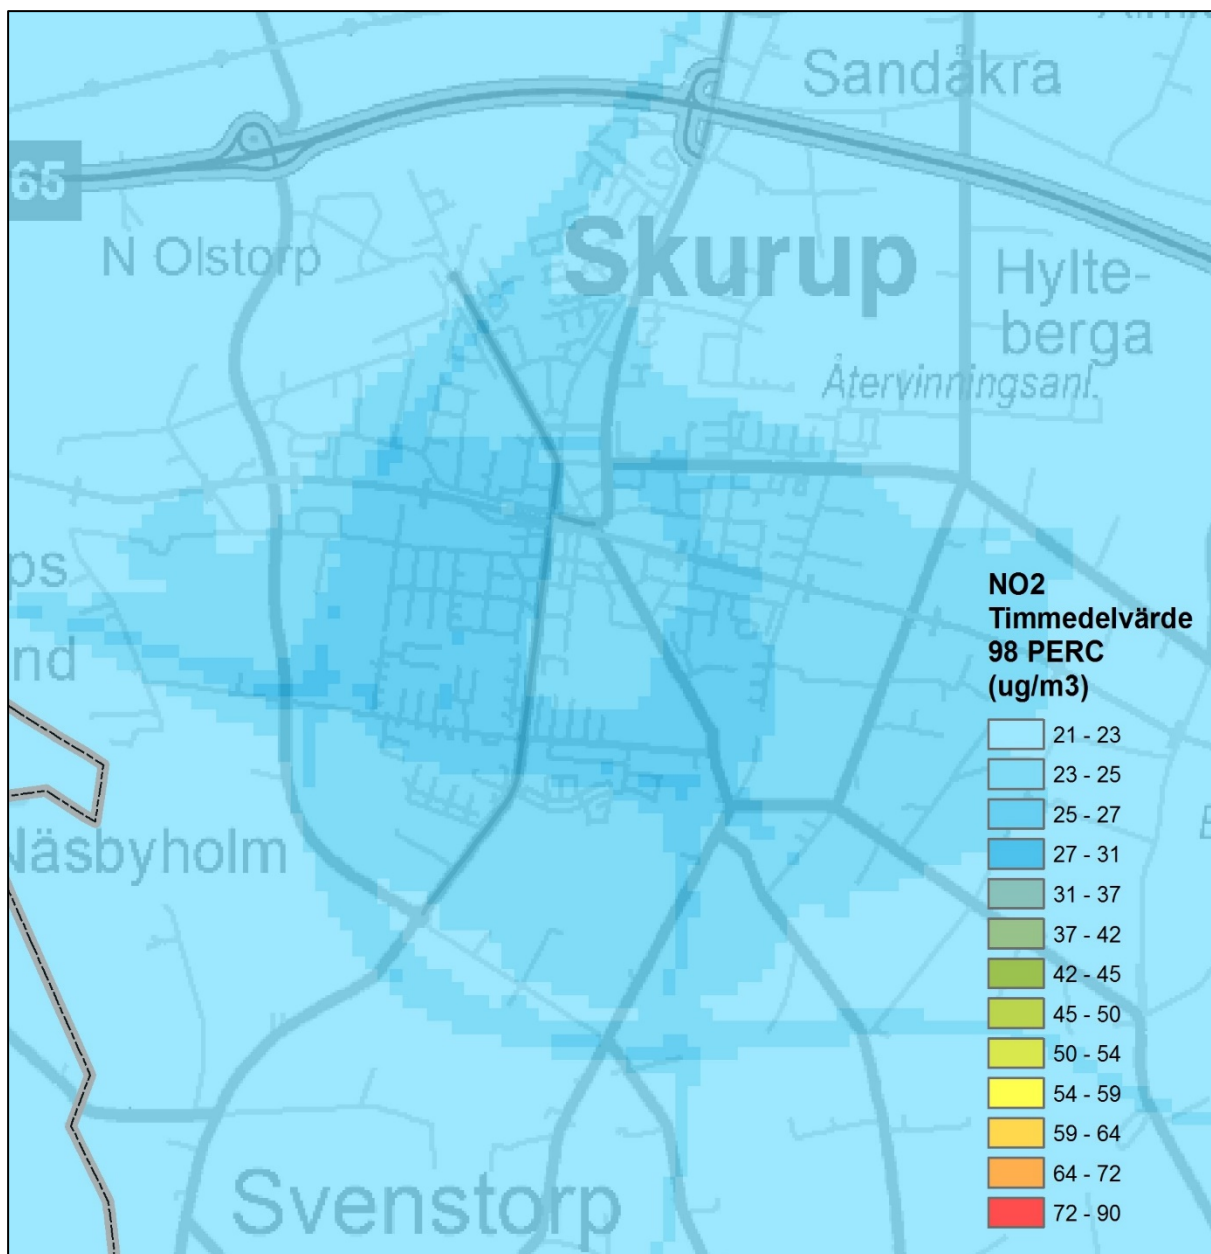 Sandåkra
65
Skurup
N Olstorp
Hylte-
berga
Återvinningsanl.
ps
nd
NO2
Timmedelvärde
98 PERC
(ug/m3)
21 - 23
23 - 25
25 - 27
27 - 31
31 - 37
37 - 42
42 - 45
45 - 50
50 - 54
54 - 59
59 - 64
64 - 72
72 - 90
Näsbyholm
Svenstorp